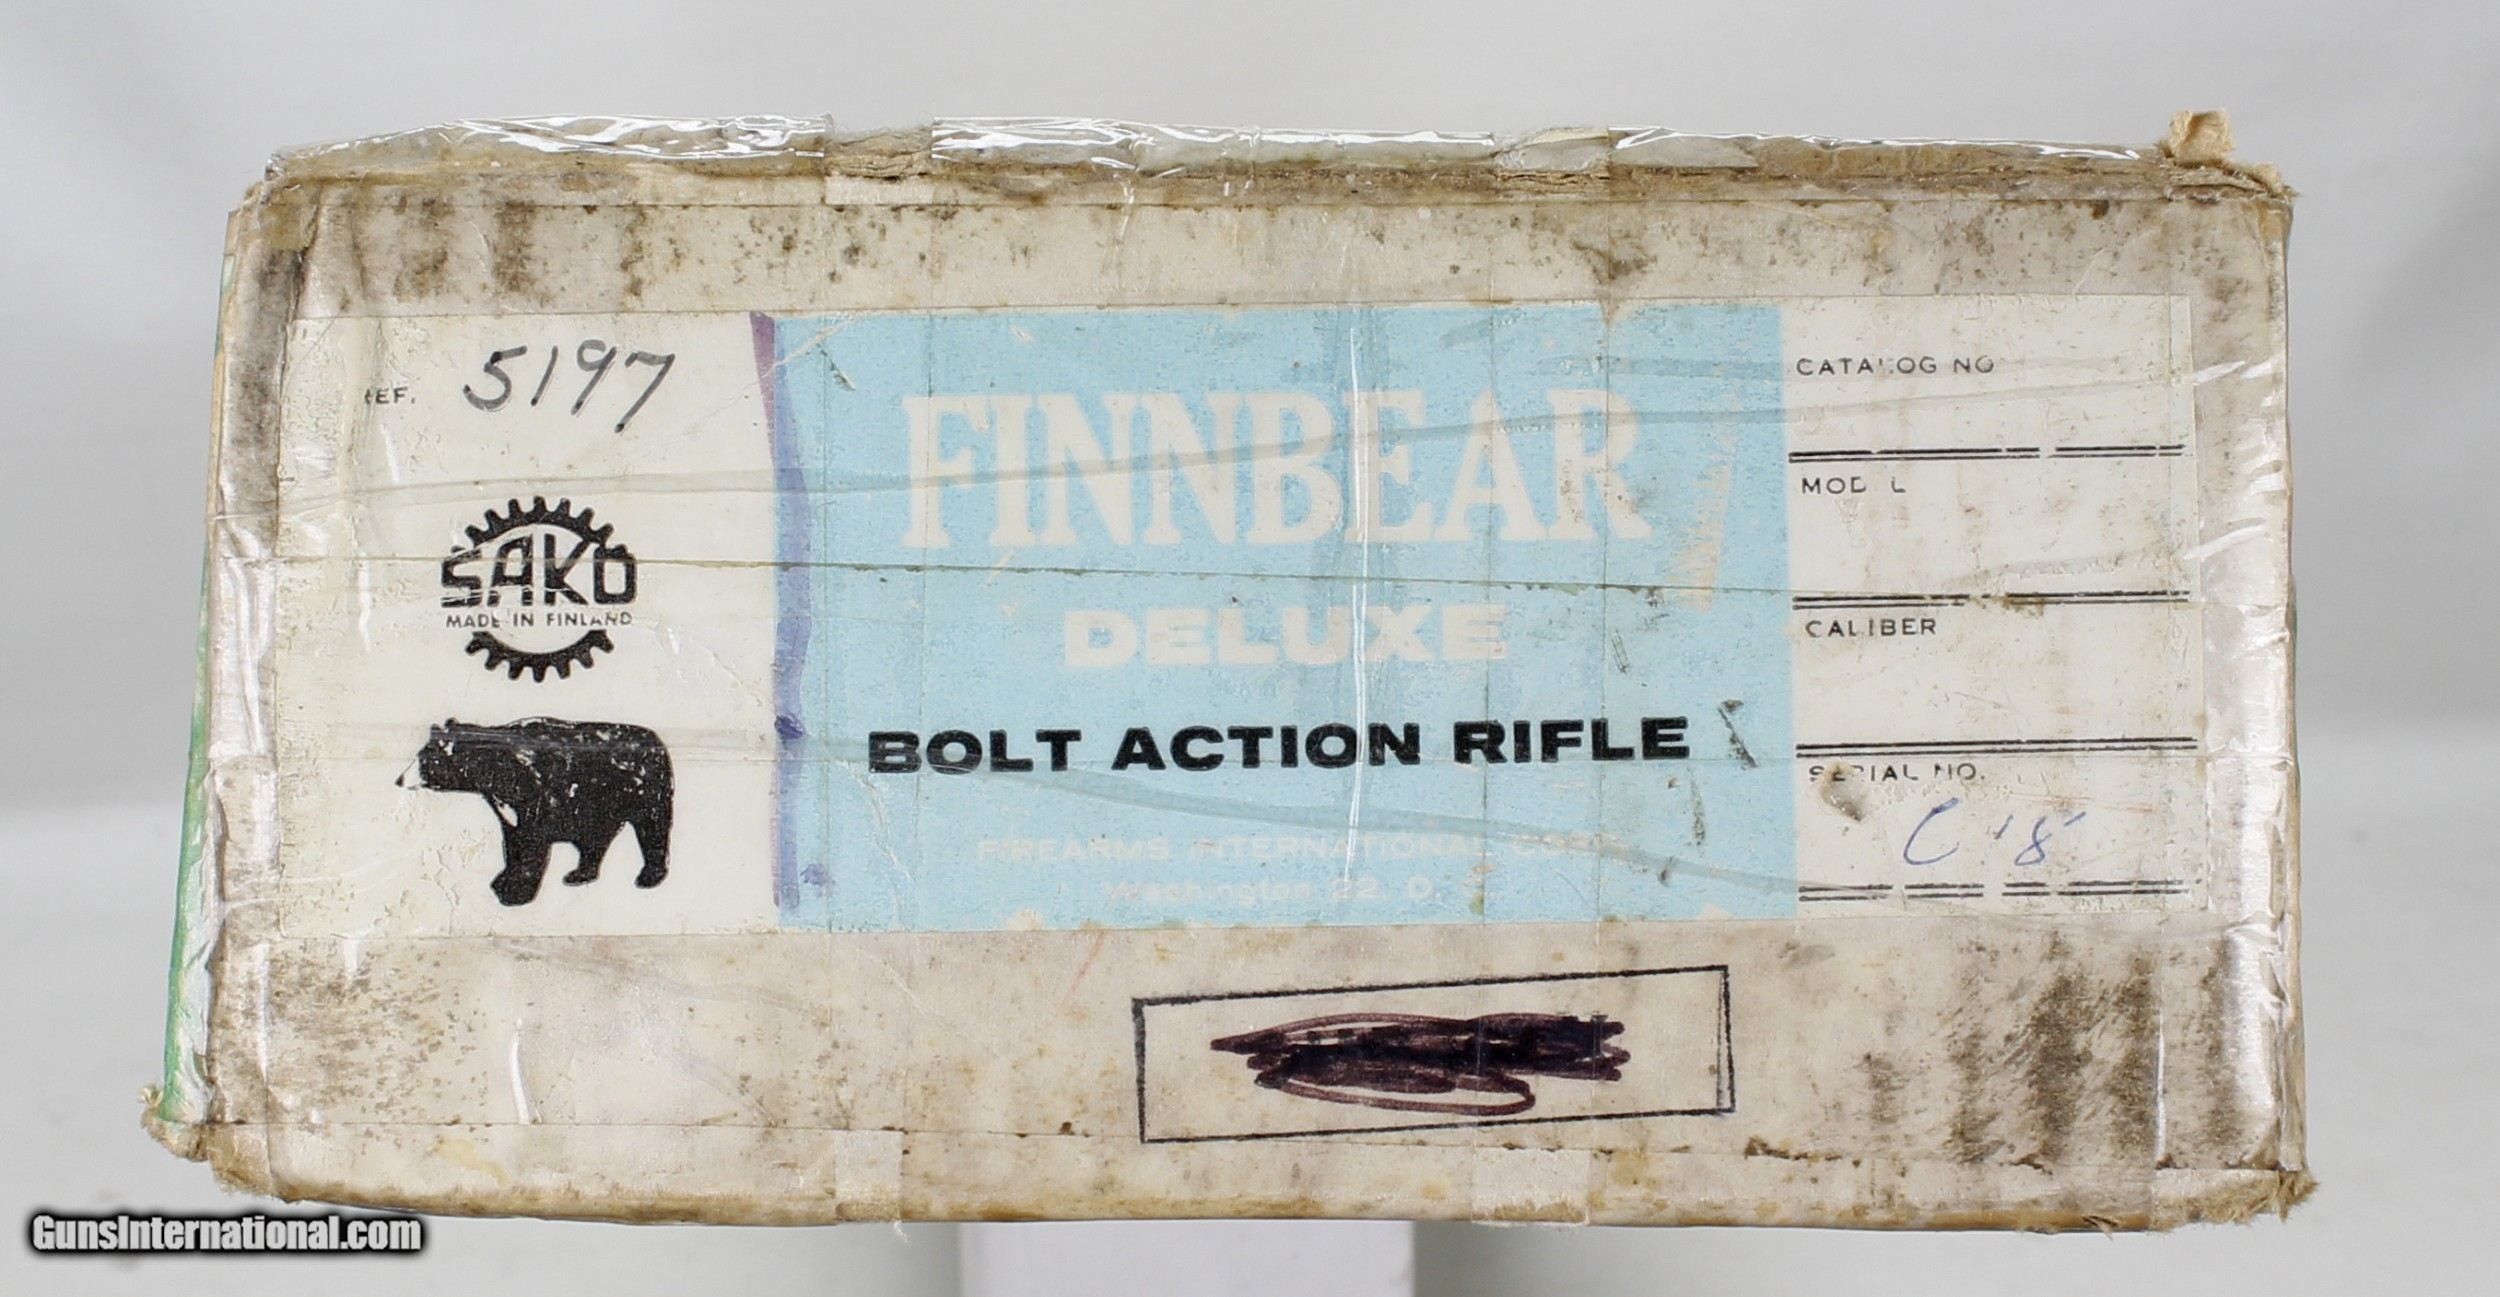 REF. 5197
SAKO
MADE IN FINLAND
FINNBEAR
DELUXE
BOLT ACTION RIFLE
FIREARMS INTERNATIONAL CORP.
Washington 22, D.C.
CATALOG NO
MODEL
CALIBER
SERIAL NO.
GunsInternational.com